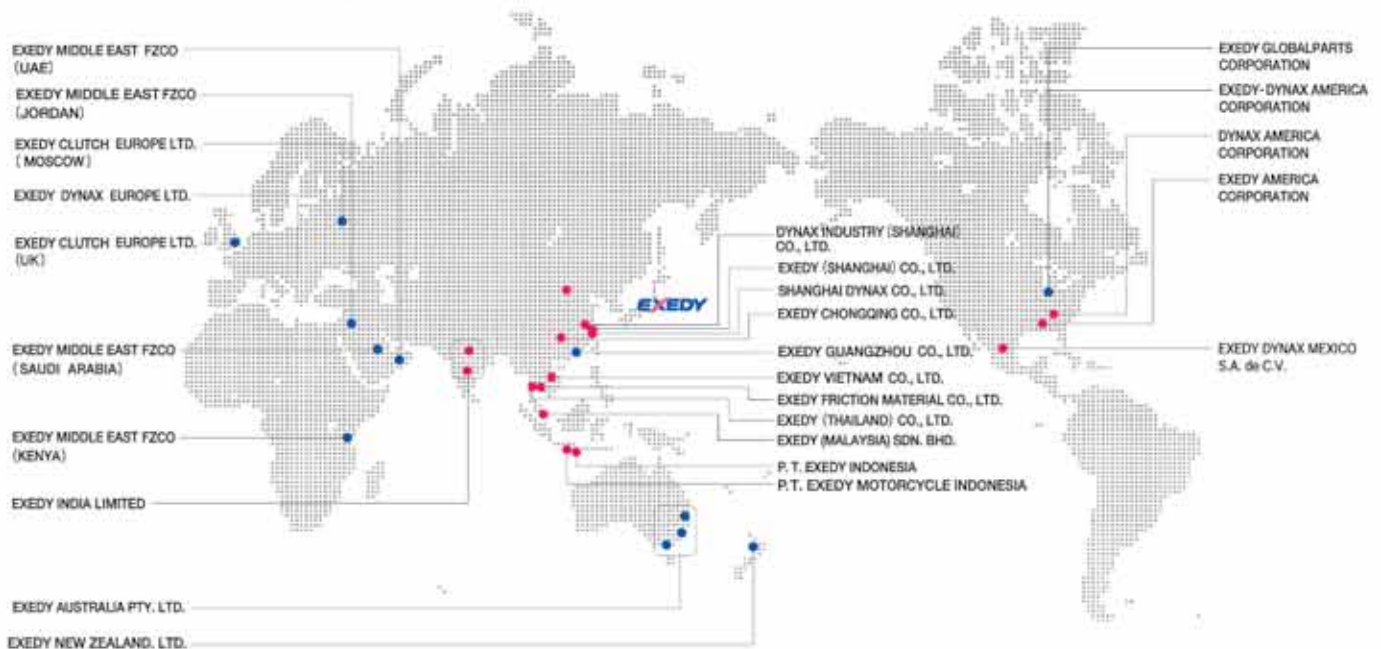 EXEDY MIDDLE EAST FZCO
(UAE)
EXEDY MIDDLE EAST FZCO
(JORDAN)
EXEDY CLUTCH EUROPE LTD.
( MOSCOW)
EXEDY DYNAX EUROPE LTD.
EXEDY CLUTCH EUROPE LTD.
(UK)
EXEDY MIDDLE EAST FZCO
( SAUDI ARABIA)
EXEDY MIDDLE EAST FZCO
(KENYA)
EXEDY INDIA LIMITED
EXEDY AUSTRALIA PTY. LTD.
EXEDY NEW ZEALAND. LTD.
EXEDY
DYNAX INDUSTRY (SHANGHAI)
CO., LTD.
EXEDY (SHANGHAI) CO., LTD.
SHANGHAI DYNAX CO., LTD.
EXEDY CHONGQING CO., LTD.
EXEDY GUANGZHOU CO., LTD.
EXEDY VIETNAM CO., LTD.
EXEDY FRICTION MATERIAL CO., LTD.
EXEDY (THAILAND) CO., LTD.
EXEDY (MALAYSIA) SDN. BHD.
P. T. EXEDY INDONESIA
P.T. EXEDY MOTORCYCLE INDONESIA
EXEDY GLOBALPARTS
CORPORATION
EXEDY-DYNAX AMERICA
CORPORATION
DYNAX AMERICA
CORPORATION
EXEDY AMERICA
CORPORATION
EXEDY DYNAX MEXICO
S.A. de C.V.